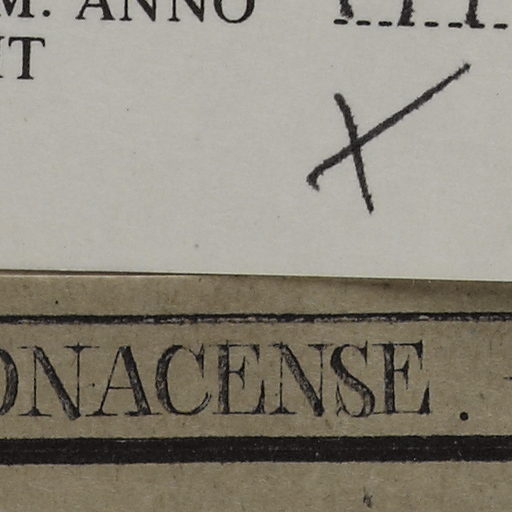 M. ANNO
IT
ONACENSE.